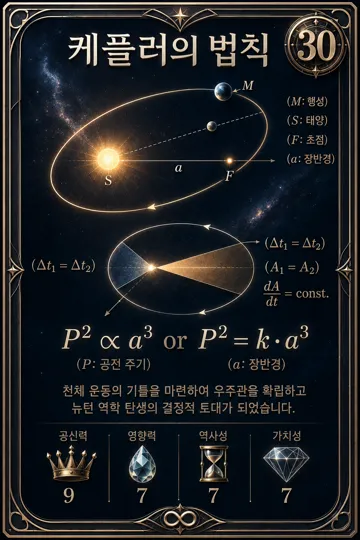 케플러의 법칙
30
M
(M: 행성)
(S: 태양)
(F: 초점)
(a: 장반경)
S
a
F
(Δt₁ = Δt₂)
(Δt₁ = Δt₂)
(A₁ = A₂)
dA/dt = const.
P² ∝ a³ or P² = k · a³
(P: 공전 주기)
(a: 장반경)
천체 운동의 기틀을 마련하여 우주관을 확립하고
뉴턴 역학 탄생의 결정적 토대가 되었습니다.
공신력
영향력
역사성
가치성
9
7
7
7
∞